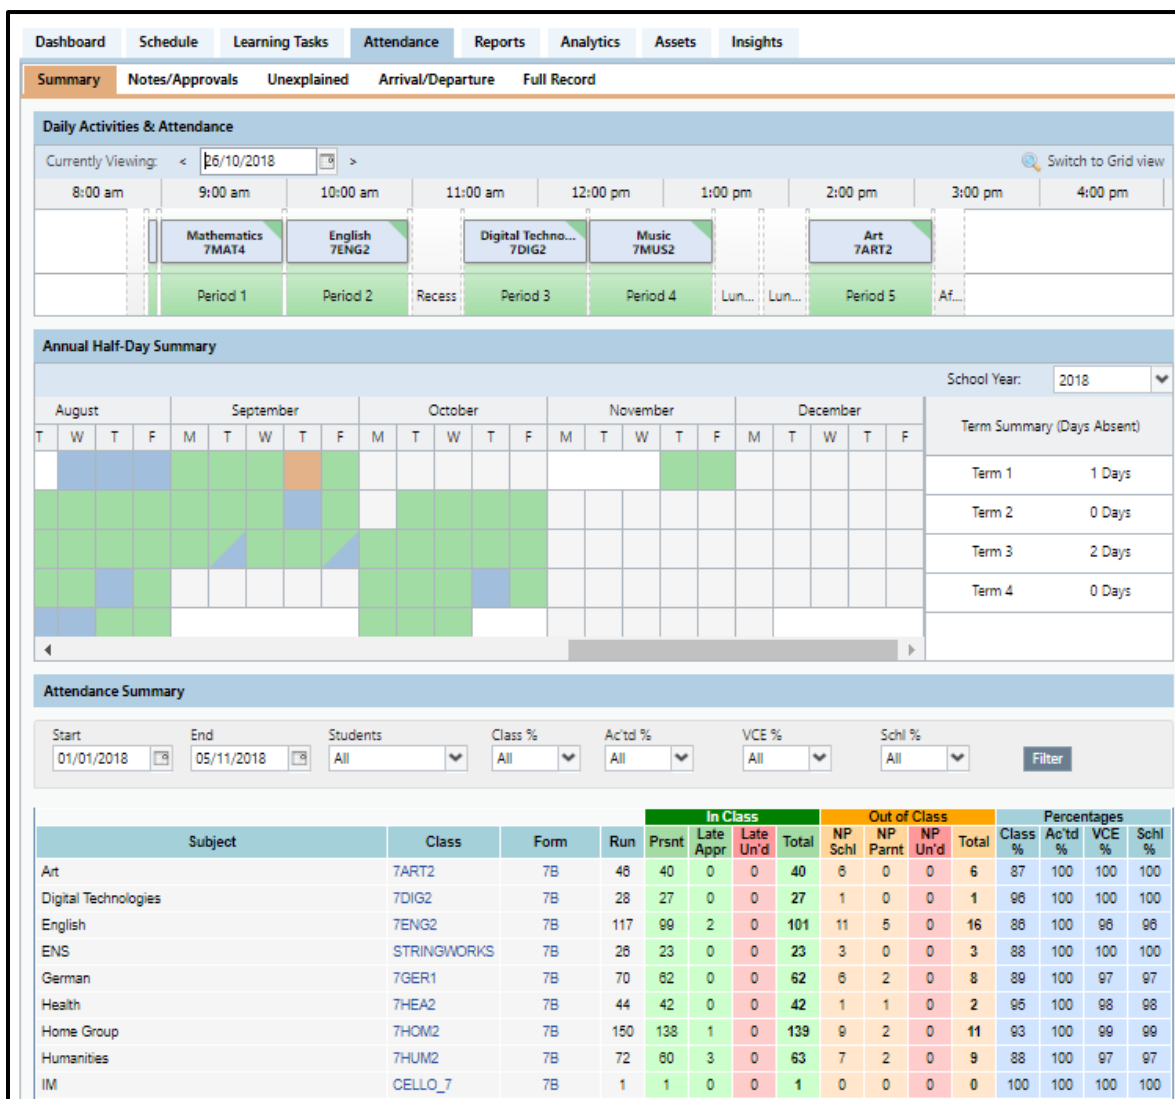 Dashboard Schedule Learning Tasks Attendance Reports Analytics Assets Insights
Summary Notes/Approvals Unexplained Arrival/Departure Full Record
Daily Activities & Attendance
Currently Viewing: < 26/10/2018 > Switch to Grid view
8:00 am 9:00 am 10:00 am 11:00 am 12:00 pm 1:00 pm 2:00 pm 3:00 pm 4:00 pm
Mathematics English Digital Techno... Music Art
7MAT4 7ENG2 7DIG2 7MUS2 7ART2
Period 1 Period 2 Recess Period 3 Period 4 Lun... Lun... Period 5 Af...
Annual Half-Day Summary
School Year: 2018
August September October November December
Term Summary (Days Absent)
T W T F M T W T F M T W T F M T W T F M T W T F
Term 1 1 Days
Term 2 0 Days
Term 3 2 Days
Term 4 0 Days
Attendance Summary
Start End Students Class % Ac'td % VCE % Schl %
01/01/2018 05/11/2018 All All All All All Filter
In Class Out of Class Percentages
Subject Class Form Run Prsnt Late Appr Late Un'd Total NP Schl NP Parnt NP Un'd Total Class % Ac'td % VCE % Schl %
Art 7ART2 7B 46 40 0 0 40 6 0 0 6 87 100 100 100
Digital Technologies 7DIG2 7B 28 27 0 0 27 1 0 0 1 96 100 100 100
English 7ENG2 7B 117 99 2 0 101 11 5 0 16 86 100 96 96
ENS STRINGWORKS 7B 26 23 0 0 23 3 0 0 3 88 100 100 100
German 7GER1 7B 70 62 0 0 62 6 2 0 8 89 100 97 97
Health 7HEA2 7B 44 42 0 0 42 1 1 0 2 95 100 98 98
Home Group 7HOM2 7B 150 138 1 0 139 9 2 0 11 93 100 99 99
Humanities 7HUM2 7B 72 60 3 0 63 7 2 0 9 88 100 97 97
IM CELLO_7 7B 1 1 0 0 1 0 0 0 0 100 100 100 100